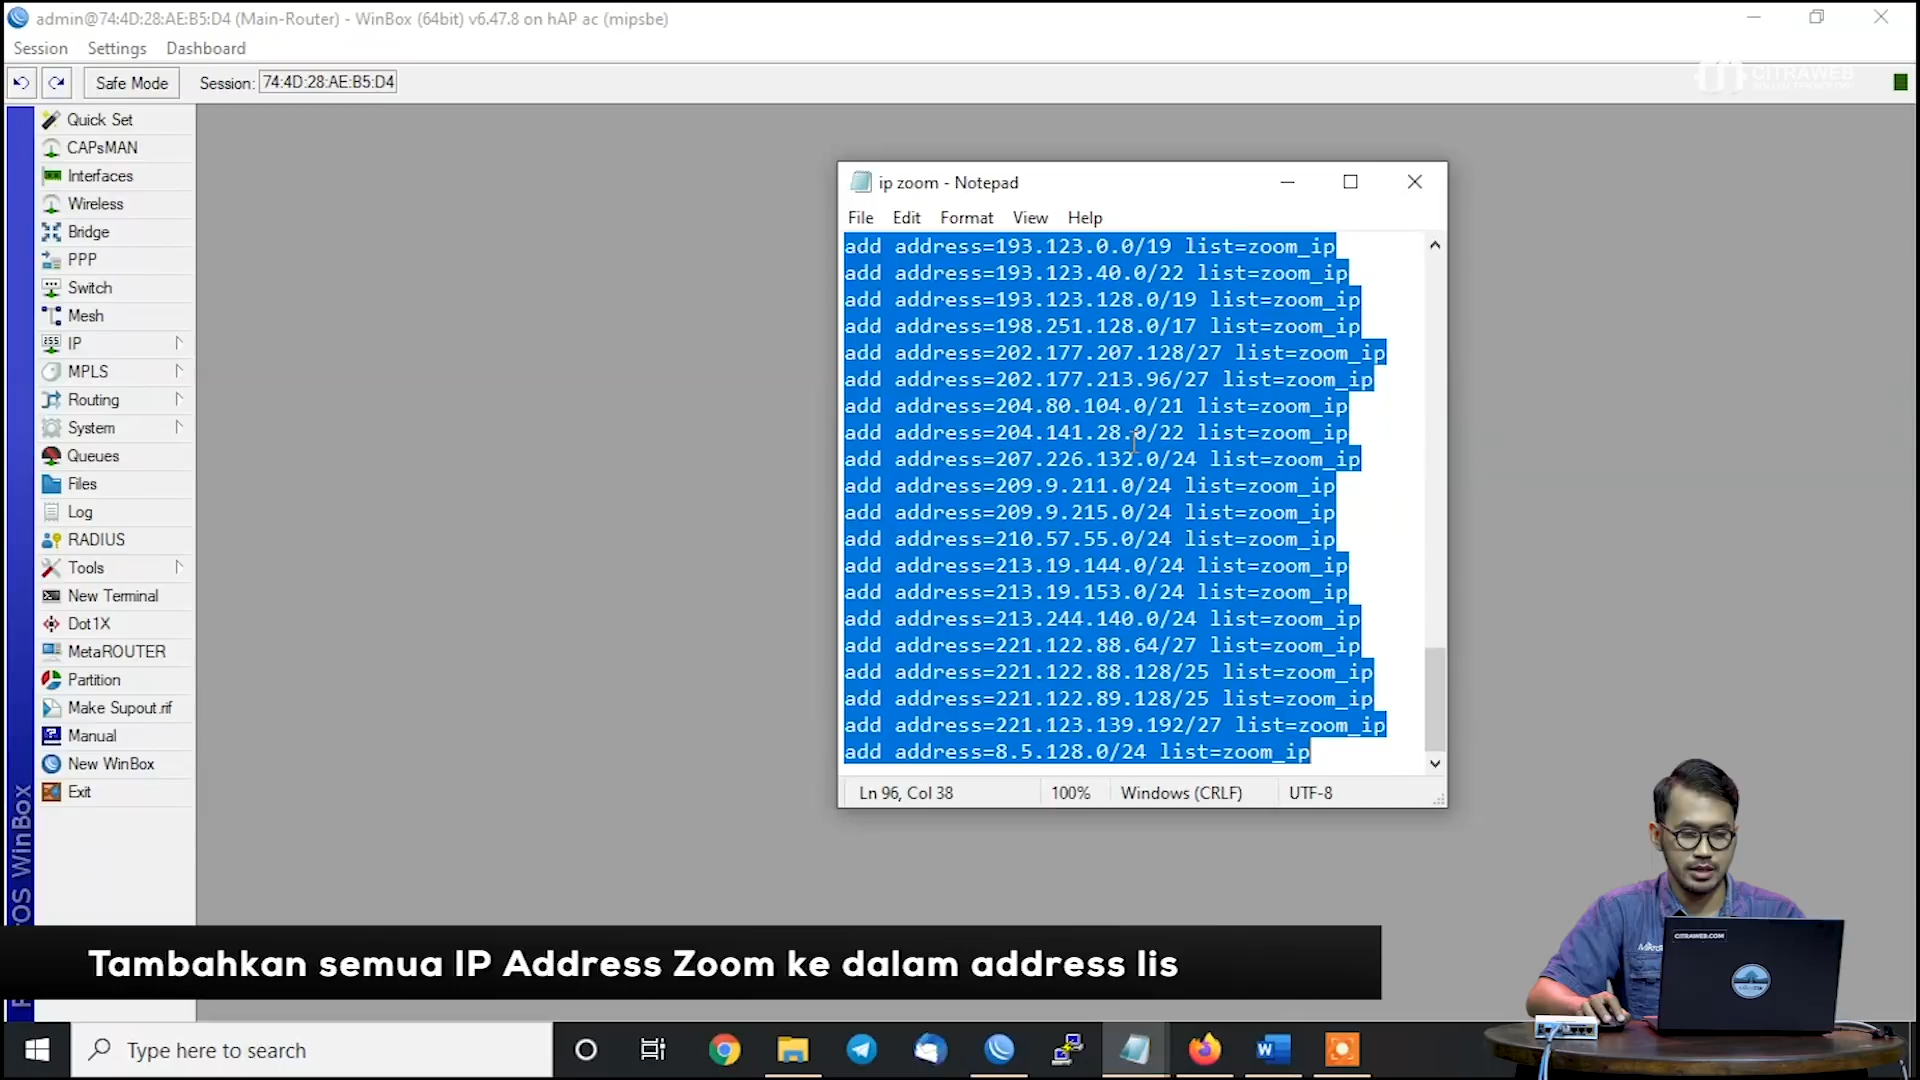 admin@74:4D:28:AE:B5:D4 (Main-Router) - WinBox (64bit) v6.47.8 on hAP ac (mipsbe)
Session Settings Dashboard
Safe Mode Session: 74:4D:28:AE:B5:D4
CITRAWEB
Quick Set
CAPsMAN
Interfaces
Wireless
Bridge
PPP
Switch
Mesh
IP
MPLS
Routing
System
Queues
Files
Log
RADIUS
Tools
New Terminal
Dot1X
MetaROUTER
Partition
Make Supout.rif
Manual
New WinBox
Exit
OS WinBox
ip zoom - Notepad
File Edit Format View Help
add address=193.123.0.0/19 list=zoom_ip
add address=193.123.40.0/22 list=zoom_ip
add address=193.123.128.0/19 list=zoom_ip
add address=198.251.128.0/17 list=zoom_ip
add address=202.177.207.128/27 list=zoom_ip
add address=202.177.213.96/27 list=zoom_ip
add address=204.80.104.0/21 list=zoom_ip
add address=204.141.28.0/22 list=zoom_ip
add address=207.226.132.0/24 list=zoom_ip
add address=209.9.211.0/24 list=zoom_ip
add address=209.9.215.0/24 list=zoom_ip
add address=210.57.55.0/24 list=zoom_ip
add address=213.19.144.0/24 list=zoom_ip
add address=213.19.153.0/24 list=zoom_ip
add address=213.244.140.0/24 list=zoom_ip
add address=221.122.88.64/27 list=zoom_ip
add address=221.122.88.128/25 list=zoom_ip
add address=221.122.89.128/25 list=zoom_ip
add address=221.123.139.192/27 list=zoom_ip
add address=8.5.128.0/24 list=zoom_ip
Ln 96, Col 38 100% Windows (CRLF) UTF-8
CITRAWEB.COM
Tambahkan semua IP Address Zoom ke dalam address lis
Type here to search